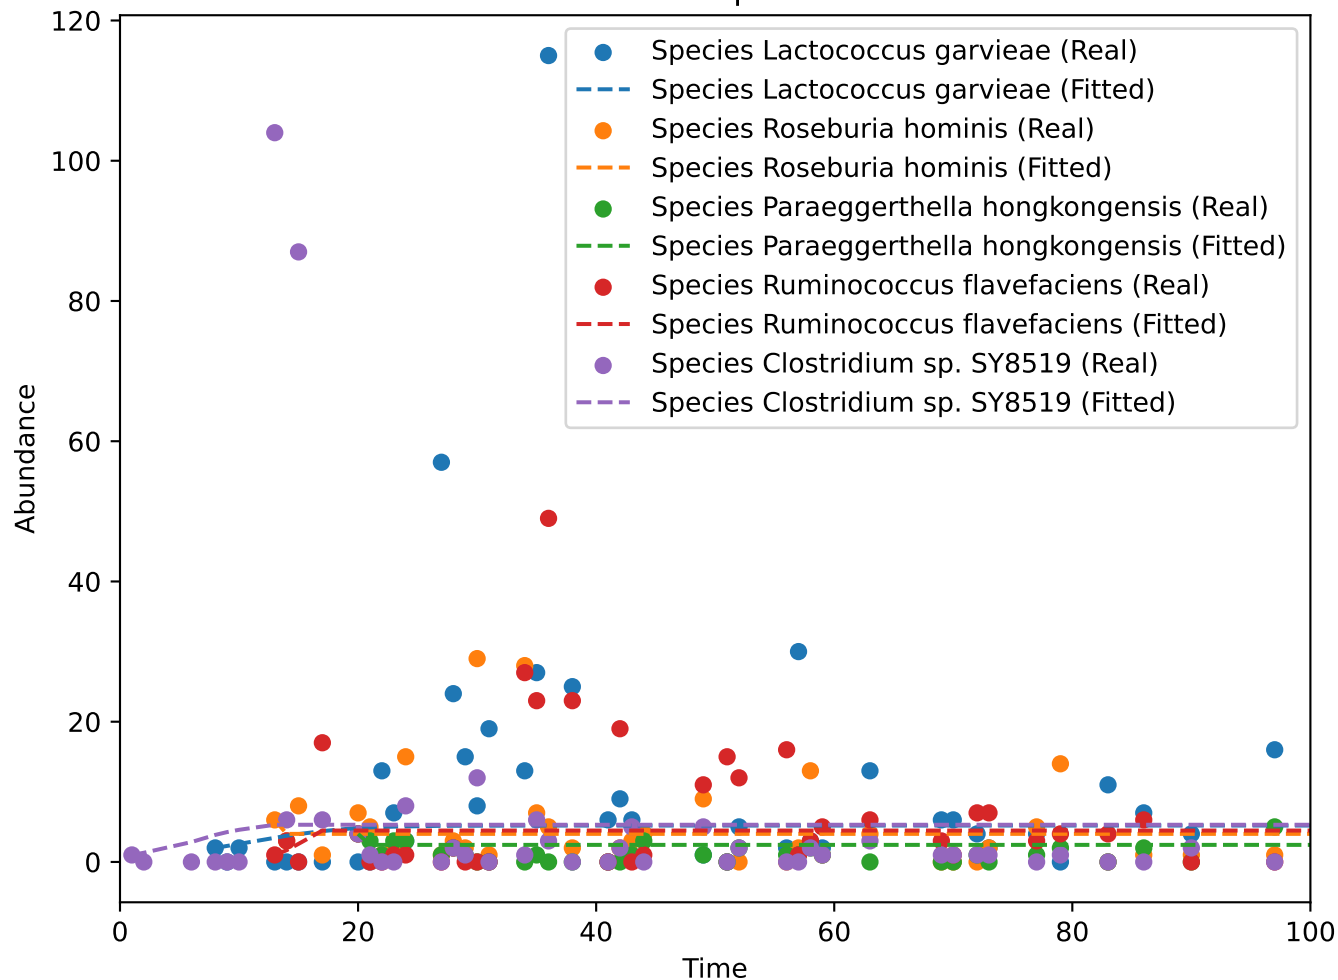 120
100
80
60
40
20
0
Abundance
Species Lactococcus garvieae (Real)
Species Lactococcus garvieae (Fitted)
Species Roseburia hominis (Real)
Species Roseburia hominis (Fitted)
Species Paraeggerthella hongkongensis (Real)
Species Paraeggerthella hongkongensis (Fitted)
Species Ruminococcus flavefaciens (Real)
Species Ruminococcus flavefaciens (Fitted)
Species Clostridium sp. SY8519 (Real)
Species Clostridium sp. SY8519 (Fitted)
0 20 40 60 80 100
Time